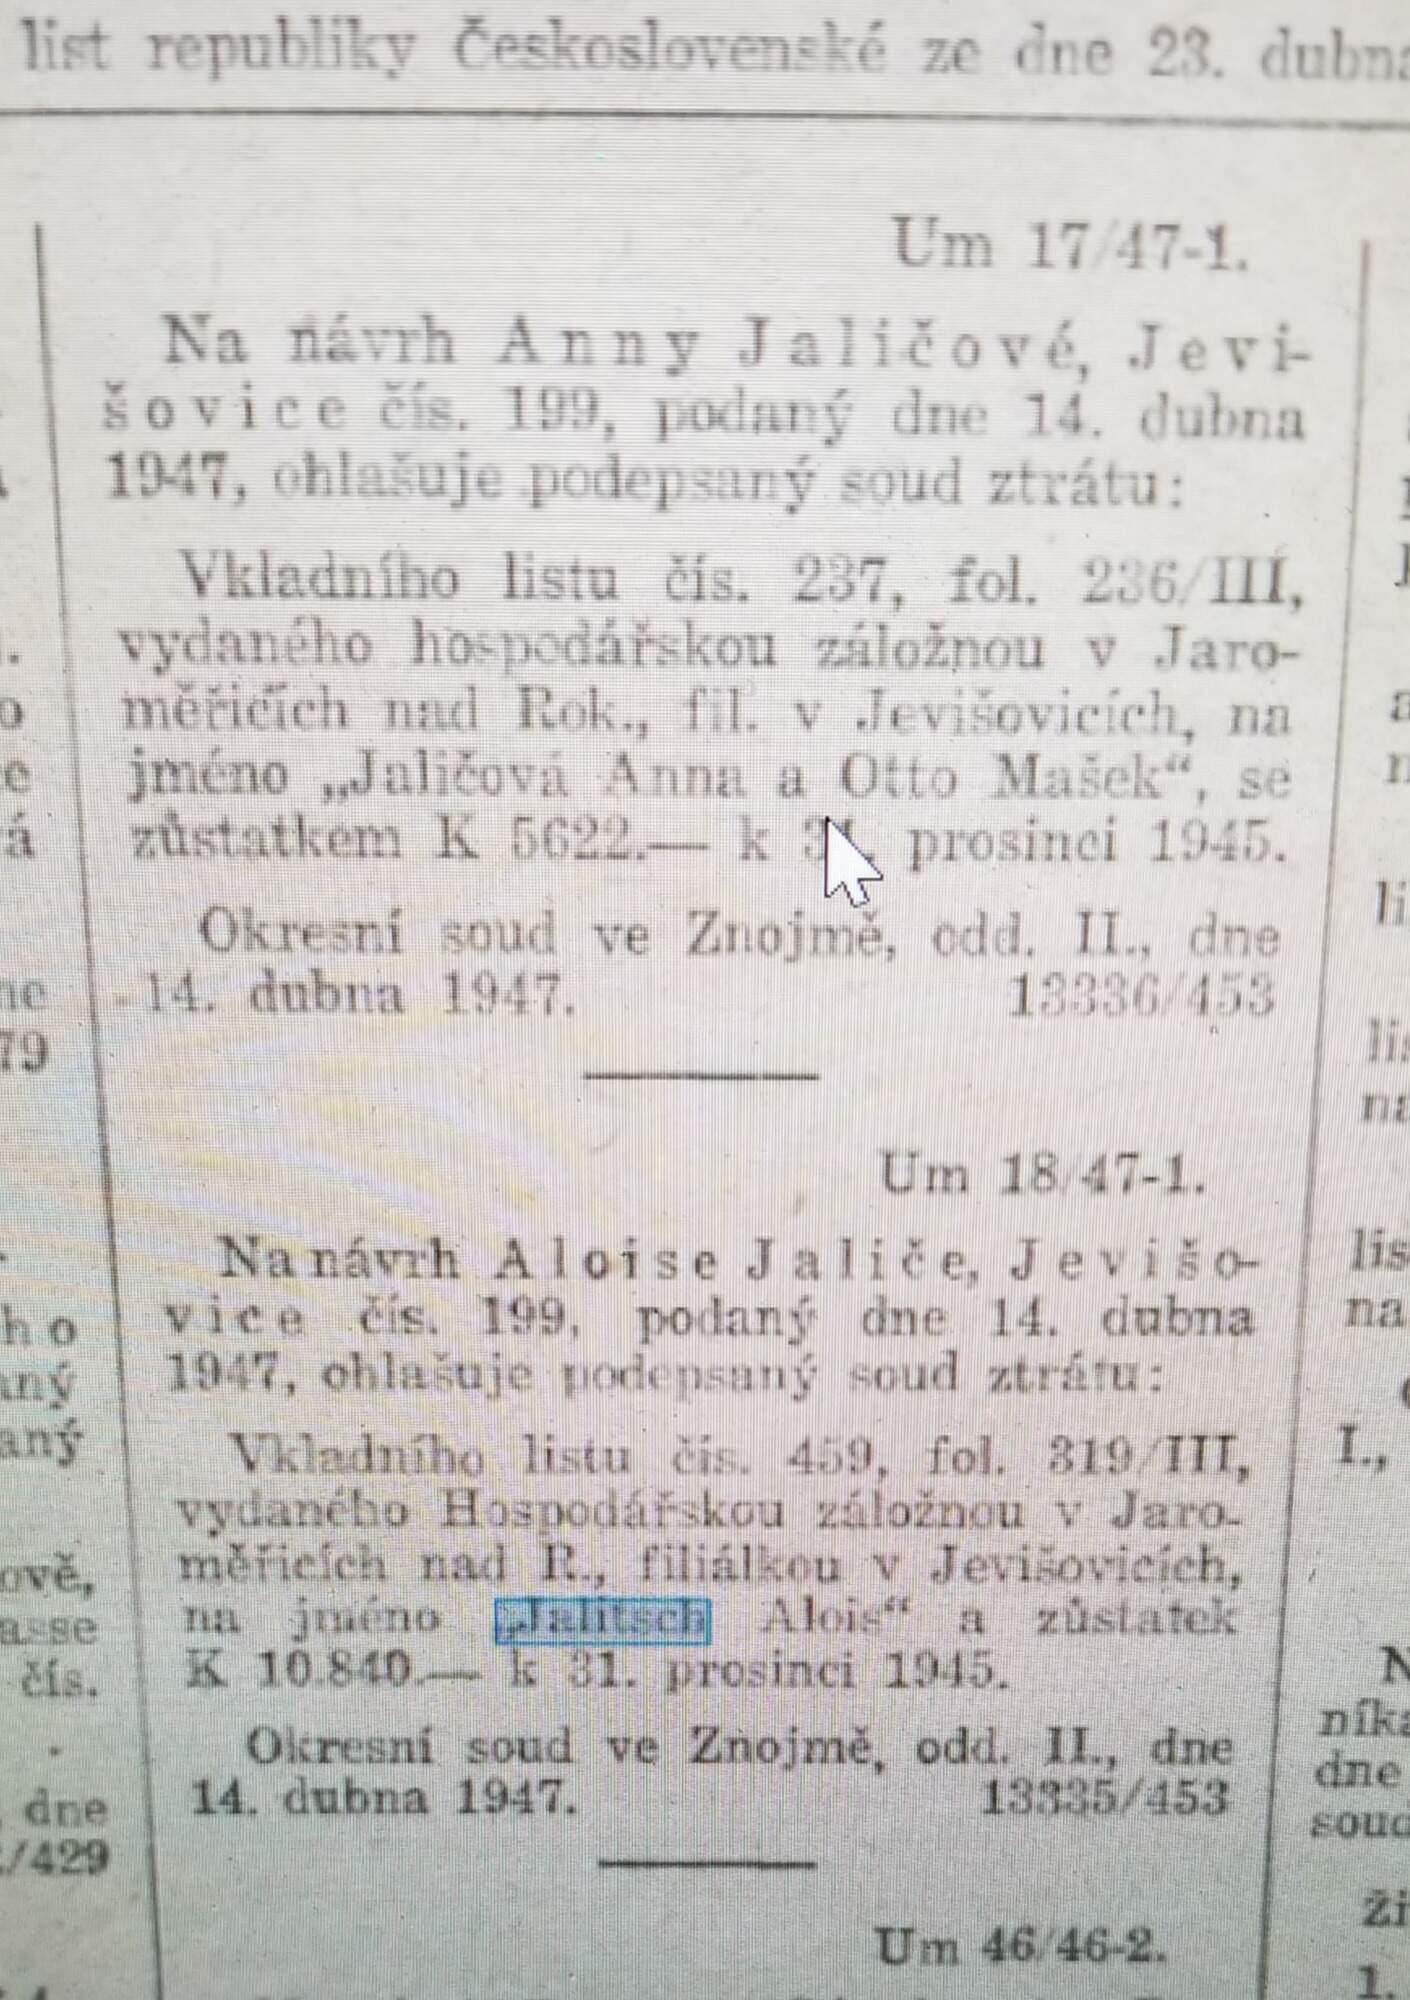 list republiky Československé ze dne 23. dubna
Um 17/47-1.
Na návrh Anny Jaličové, Jevi-
šovice čís. 199, podaný dne 14. dubna
1947, ohlašuje podepsaný soud ztrátu:
Vkladního listu čís. 237, fol. 236/III,
vydaného hospodářskou záložnou v Jaro-
měřicích nad Rok., fil. v Jevišovicích, na
jméno „Jaličová Anna a Otto Mašek“, se
zůstatkem K 5622.— k 31. prosinci 1945.
Okresní soud ve Znojmě, odd. II., dne
14. dubna 1947. 13336/453
Um 18/47-1.
Na návrh Aloise Jaliče, Jevišo-
vice čís. 199, podaný dne 14. dubna
1947, ohlašuje podepsaný soud ztrátu:
Vkladního listu čís. 459, fol. 319/III,
vydaného Hospodářskou záložnou v Jaro-
měřicích nad R., filiálkou v Jevišovicích,
na jméno „Jalitsch Alois“ a zůstatek
K 10.840.— k 31. prosinci 1945.
Okresní soud ve Znojmě, odd. II., dne
14. dubna 1947. 13335/453
Um 46/46-2.